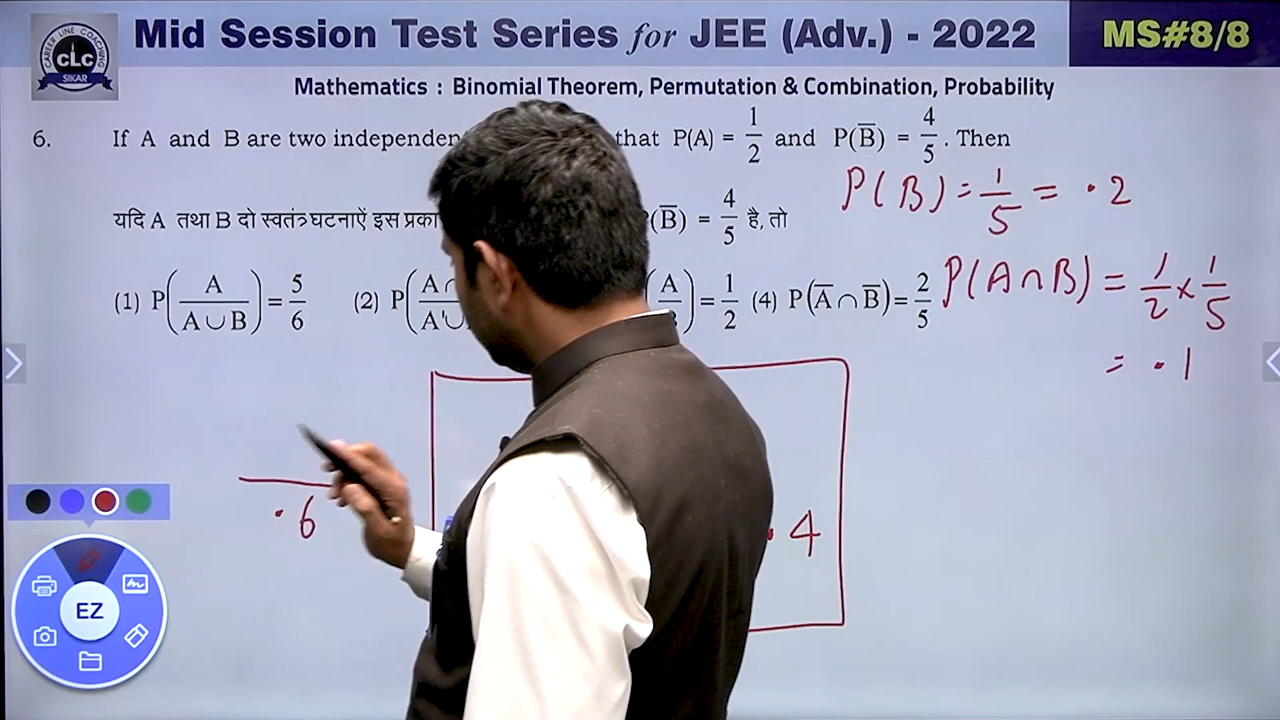 CAREER LINE COACHING
CLC
SIKAR
Mid Session Test Series for JEE (Adv.) - 2022
MS#8/8
Mathematics : Binomial Theorem, Permutation & Combination, Probability
6. If A and B are two that P(A) = 1/2 and P(B̅) = 4/5. Then
P(B) = 1/5 = .2
यदि A तथा B दो स्वतंत्र घटनाऐं इस (B̅) = 4/5 है, तो
(1) P(A/(A∪B)) = 5/6 (2) P( = 1/2 (4) P(A̅∩B̅) = 2/5
P(A∩B) = 1/2 × 1/5
= .1
.6
.4
EZ